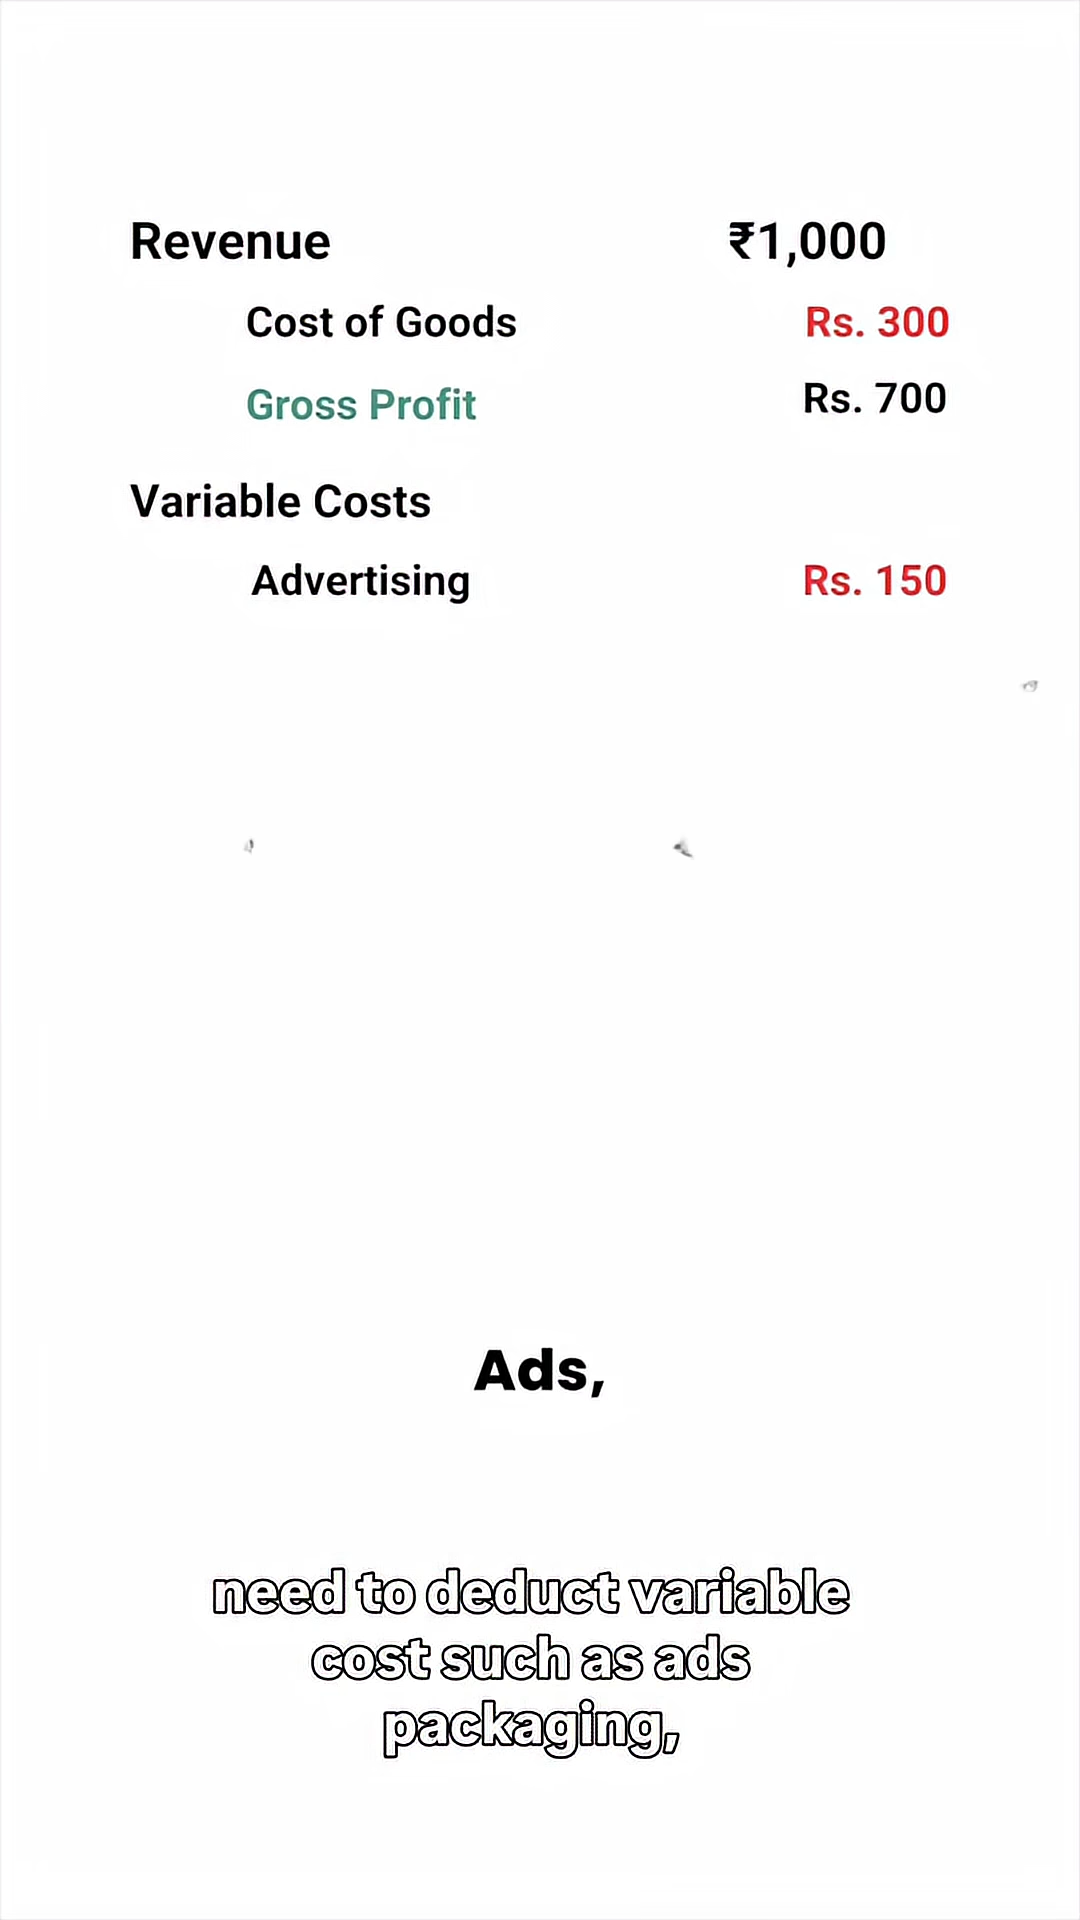 Revenue ₹1,000
Cost of Goods Rs. 300
Gross Profit Rs. 700
Variable Costs
Advertising Rs. 150
Ads,
need to deduct variable
cost such as ads
packaging,